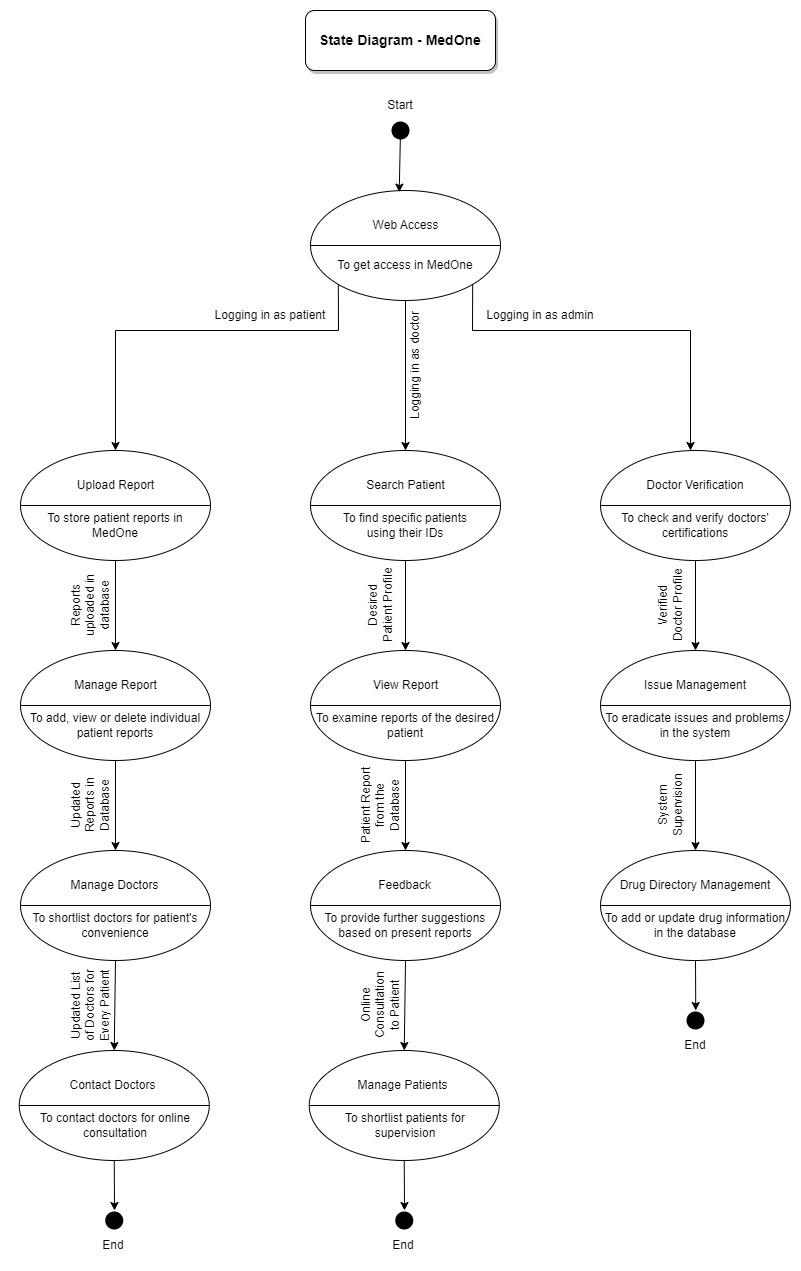 State Diagram - MedOne
Start
Web Access
To get access in MedOne
Logging in as patient
Logging in as doctor
Logging in as admin
Upload Report
To store patient reports in
MedOne
Reports
uploaded in
database
Manage Report
To add, view or delete individual
patient reports
Updated
Reports in
Database
Manage Doctors
To shortlist doctors for patient's
convenience
Updated List
of Doctors for
Every Patient
Contact Doctors
To contact doctors for online
consultation
End
Search Patient
To find specific patients
using their IDs
Desired
Patient Profile
View Report
To examine reports of the desired
patient
Patient Report
from the
Database
Feedback
To provide further suggestions
based on present reports
Online
Consultation
to Patient
Manage Patients
To shortlist patients for
supervision
End
Doctor Verification
To check and verify doctors'
certifications
Verified
Doctor Profile
Issue Management
To eradicate issues and problems
in the system
System
Supervision
Drug Directory Management
To add or update drug information
in the database
End